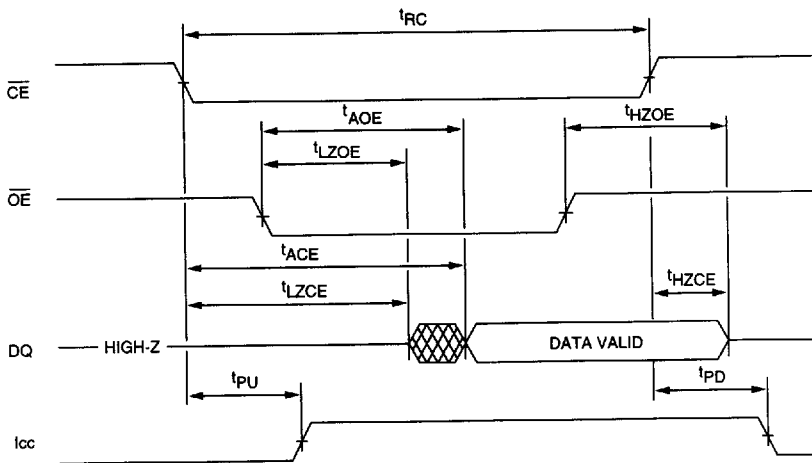 tRC
CE
tAOE
tHZOE
tLZOE
OE
tACE
tLZCE
tHZCE
DQ
HIGH-Z
DATA VALID
tPU
tPD
Icc